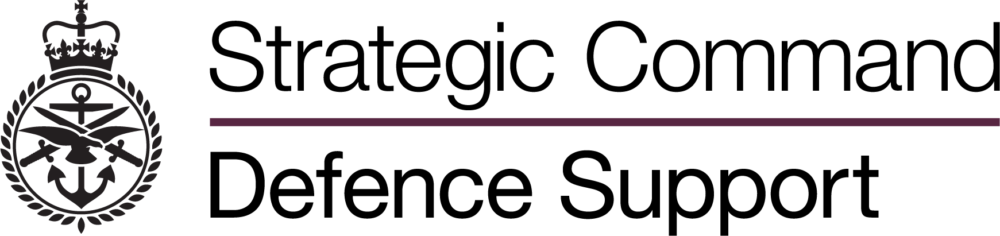 Strategic Command
Defence Support